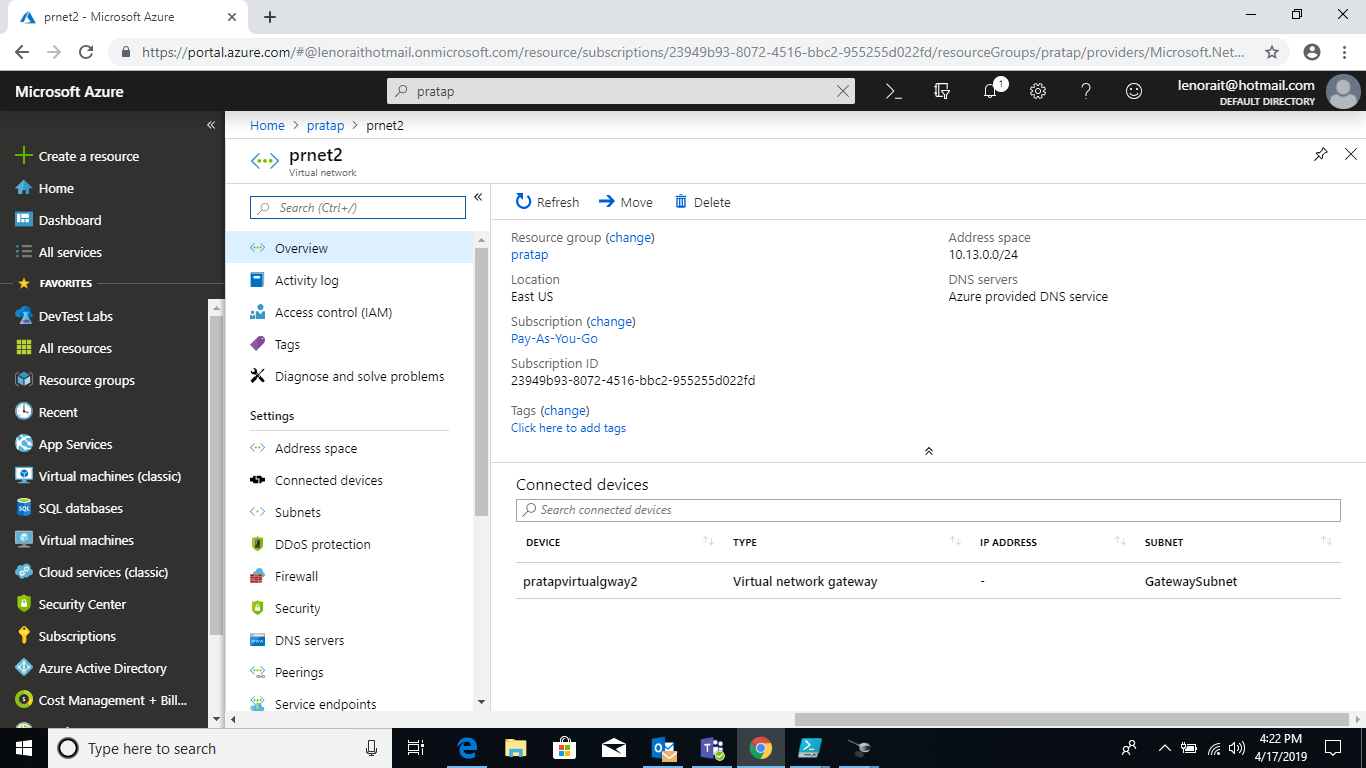 prnet2 - Microsoft Azure
https://portal.azure.com/#@lenoraithotmail.onmicrosoft.com/resource/subscriptions/23949b93-8072-4516-bbc2-955255d022fd/resourceGroups/pratap/providers/Microsoft.Net...
Microsoft Azure
pratap
1
lenorait@hotmail.com
DEFAULT DIRECTORY
Create a resource
Home
Dashboard
All services
FAVORITES
DevTest Labs
All resources
Resource groups
Recent
App Services
Virtual machines (classic)
SQL databases
Virtual machines
Cloud services (classic)
Security Center
Subscriptions
Azure Active Directory
Cost Management + Bill...
Home > pratap > prnet2
prnet2
Virtual network
Search (Ctrl+/)
Overview
Activity log
Access control (IAM)
Tags
Diagnose and solve problems
Settings
Address space
Connected devices
Subnets
DDoS protection
Firewall
Security
DNS servers
Peerings
Service endpoints
Refresh Move Delete
Resource group (change)
pratap
Location
East US
Subscription (change)
Pay-As-You-Go
Subscription ID
23949b93-8072-4516-bbc2-955255d022fd
Tags (change)
Click here to add tags
Address space
10.13.0.0/24
DNS servers
Azure provided DNS service
Connected devices
Search connected devices
DEVICE TYPE IP ADDRESS SUBNET
pratapvirtualgway2 Virtual network gateway - GatewaySubnet
Type here to search
4:22 PM
4/17/2019